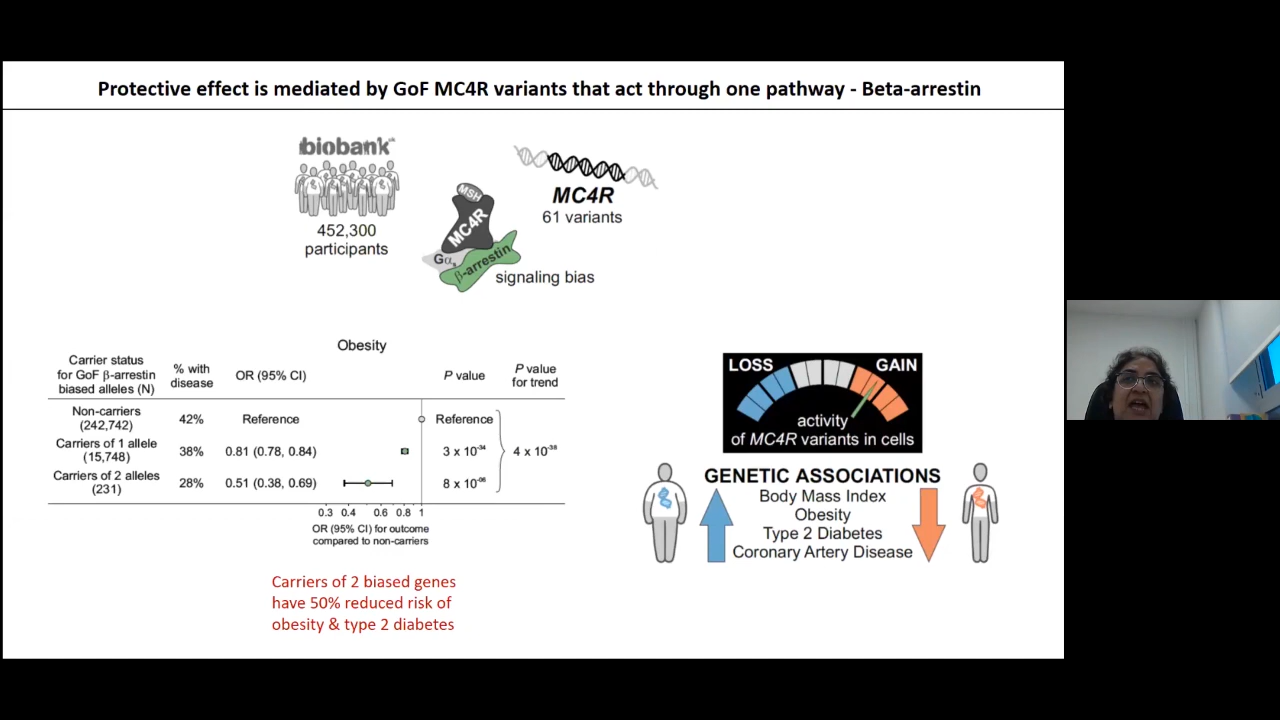 Protective effect is mediated by GoF MC4R variants that act through one pathway - Beta-arrestin
biobank
452,300
participants
MSH
MC4R
Gαs
β-arrestin
signaling bias
MC4R
61 variants
Obesity
Carrier status
for GoF β-arrestin
biased alleles (N)
% with
disease
OR (95% CI)
P value
P value
for trend
Non-carriers
(242,742)
42%
Reference
Reference
Carriers of 1 allele
(15,748)
38%
0.81 (0.78, 0.84)
3 x 10⁻³⁴
4 x 10⁻³⁸
Carriers of 2 alleles
(231)
28%
0.51 (0.38, 0.69)
8 x 10⁻⁰⁶
0.3 0.4 0.6 0.8 1
OR (95% CI) for outcome
compared to non-carriers
Carriers of 2 biased genes
have 50% reduced risk of
obesity & type 2 diabetes
LOSS GAIN
activity
of MC4R variants in cells
GENETIC ASSOCIATIONS
Body Mass Index
Obesity
Type 2 Diabetes
Coronary Artery Disease